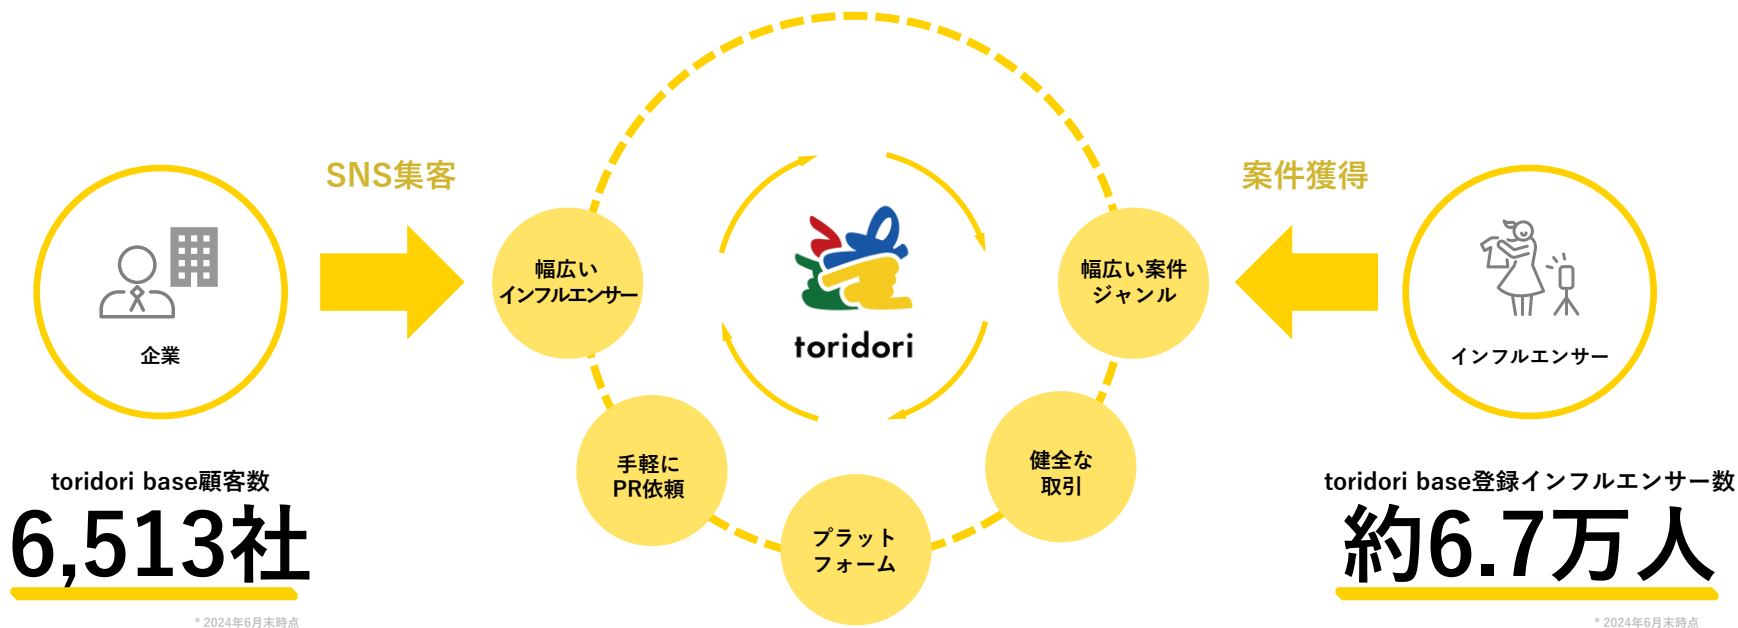 SNS集客
案件獲得
企業
幅広い
インフルエンサー
toridori
幅広い案件
ジャンル
インフルエンサー
手軽に
PR依頼
プラット
フォーム
健全な
取引
toridori base顧客数
6,513社
* 2024年6月末時点
toridori base登録インフルエンサー数
約6.7万人
* 2024年6月末時点